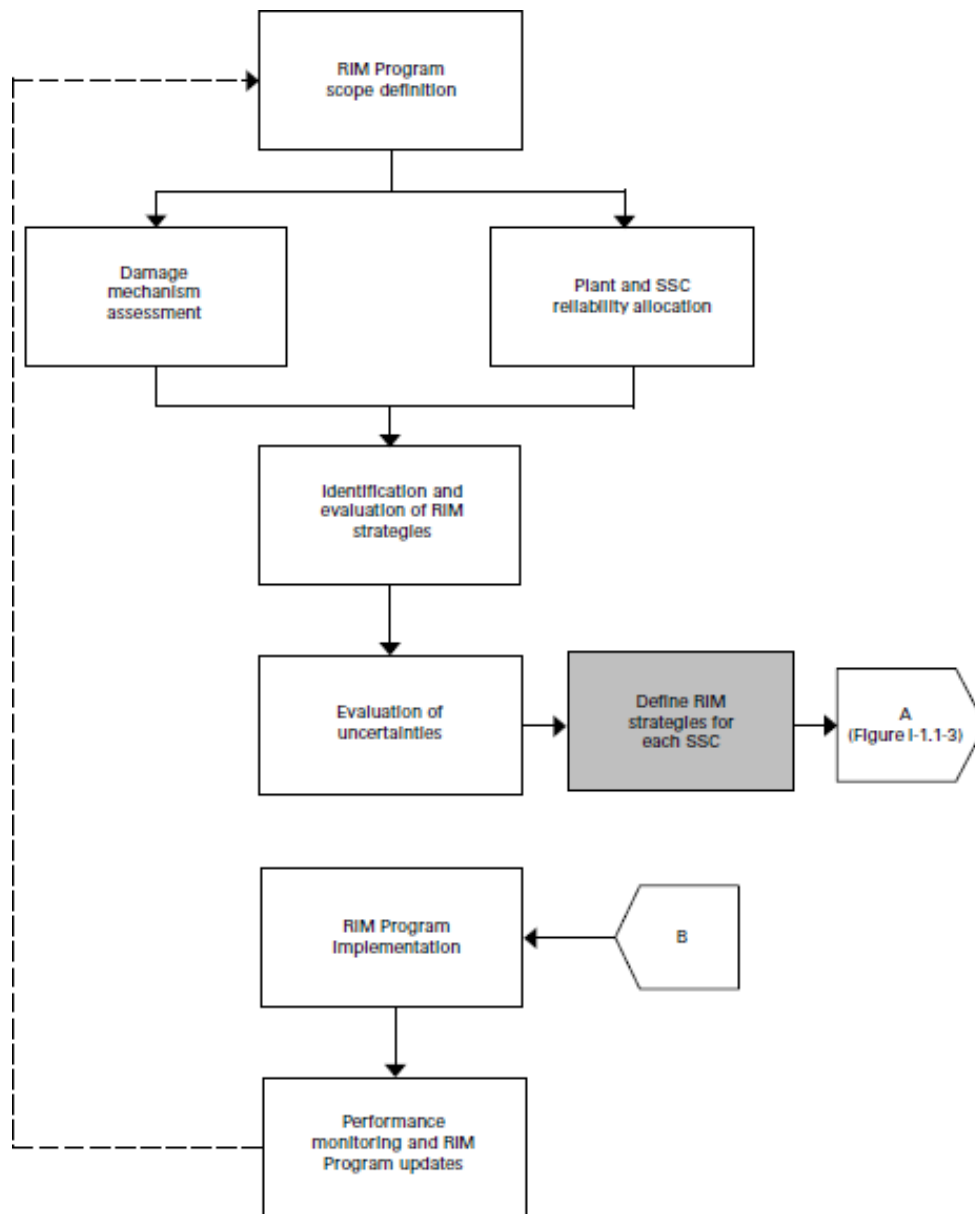 RIM Program
scope definition
Damage
mechanism
assessment
Plant and SSC
reliability allocation
Identification and
evaluation of RIM
strategies
Evaluation of
uncertainties
Define RIM
strategies for
each SSC
A
(Figure I-1.1-3)
RIM Program
implementation
B
Performance
monitoring and RIM
Program updates